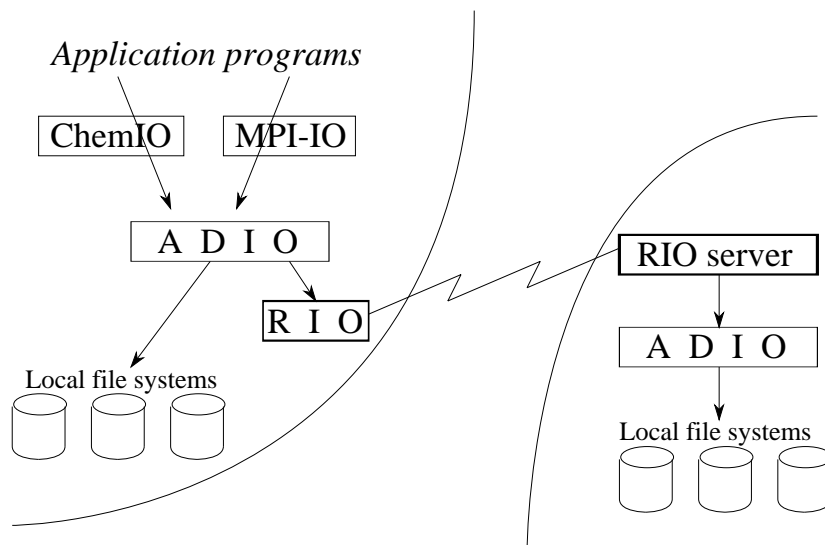 Application programs
ChemIO
MPI-IO
A D I O
R I O
Local file systems
RIO server
A D I O
Local file systems